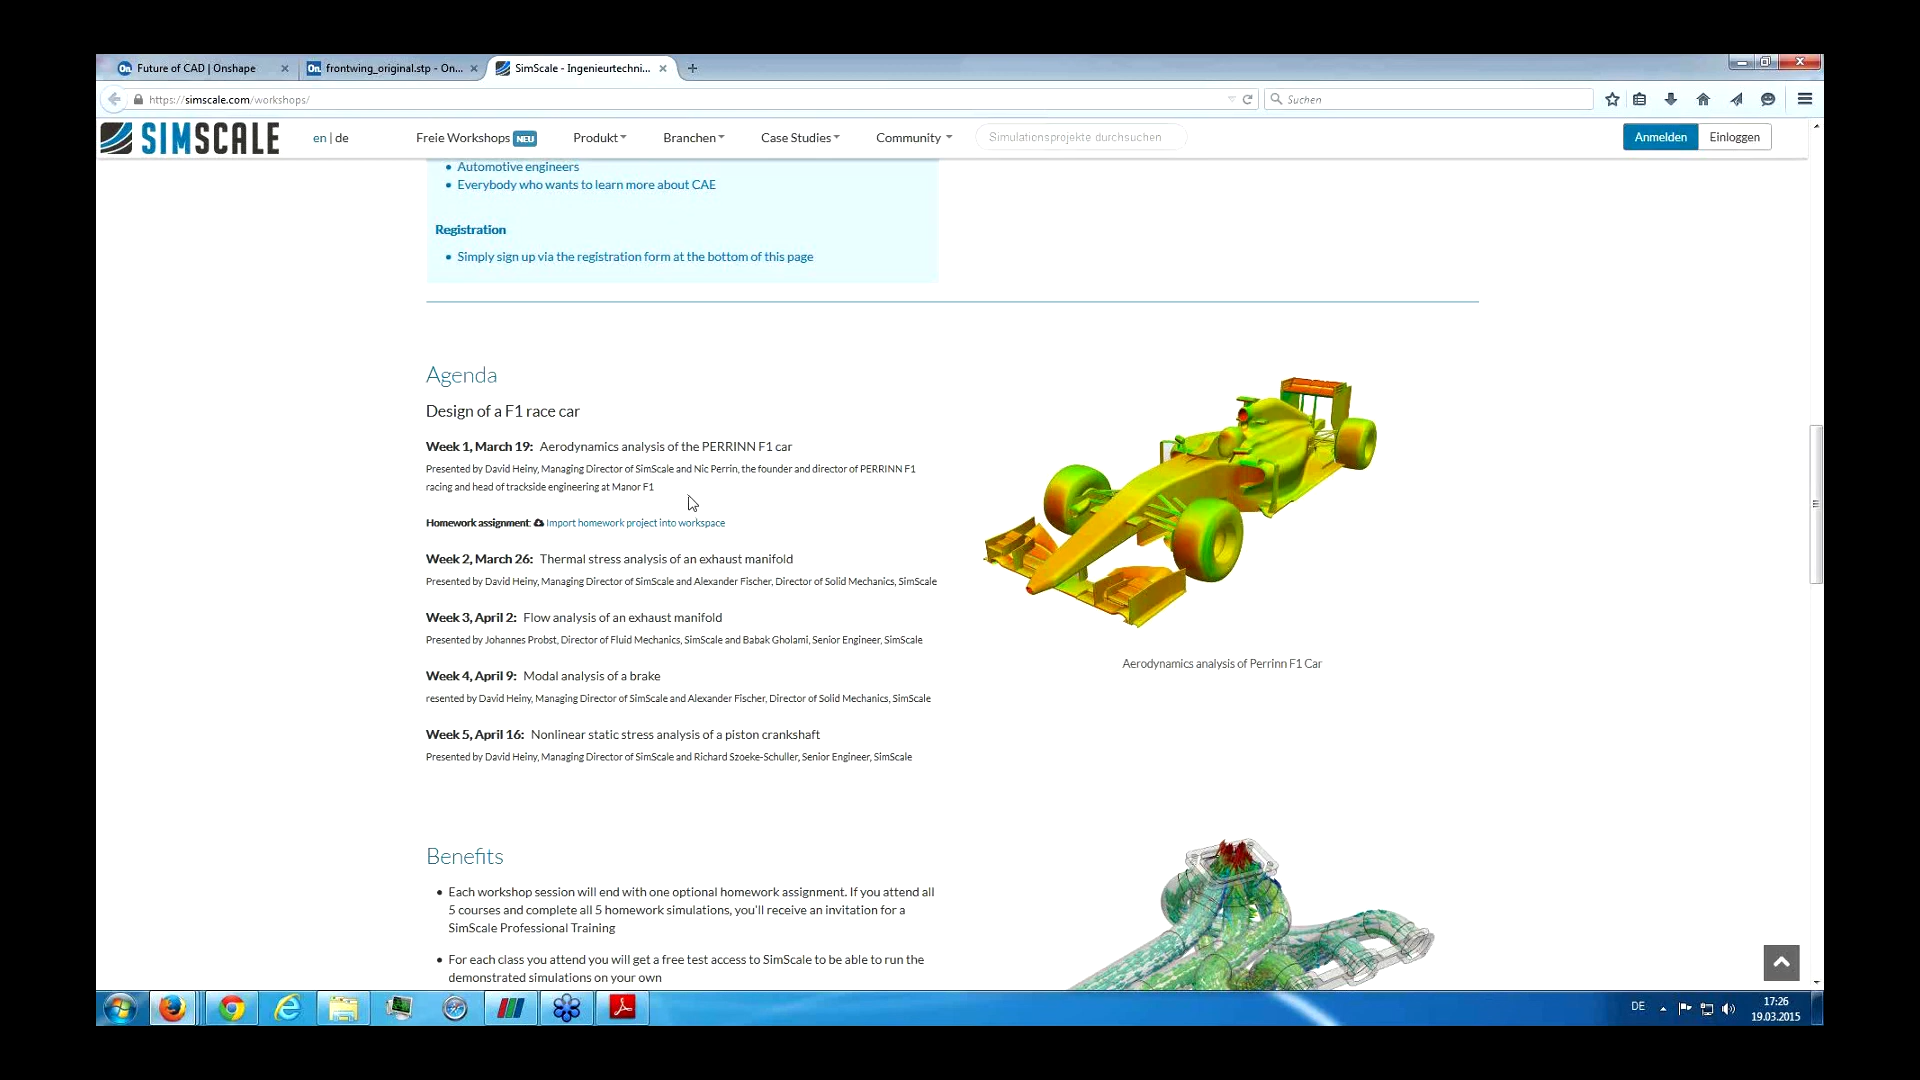 Future of CAD | Onshape
frontwing_original.stp - On...
SimScale - Ingenieurtechni...
https://simscale.com/workshops/
Suchen
SIMSCALE
en | de
Freie Workshops NEU
Produkt
Branchen
Case Studies
Community
Simulationsprojekte durchsuchen
Anmelden
Einloggen
Automotive engineers
Everybody who wants to learn more about CAE
Registration
Simply sign up via the registration form at the bottom of this page
Agenda
Design of a F1 race car
Week 1, March 19: Aerodynamics analysis of the PERRINN F1 car
Presented by David Heiny, Managing Director of SimScale and Nic Perrin, the founder and director of PERRINN F1
racing and head of trackside engineering at Manor F1
Homework assignment: Import homework project into workspace
Week 2, March 26: Thermal stress analysis of an exhaust manifold
Presented by David Heiny, Managing Director of SimScale and Alexander Fischer, Director of Solid Mechanics, SimScale
Week 3, April 2: Flow analysis of an exhaust manifold
Presented by Johannes Probst, Director of Fluid Mechanics, SimScale and Babak Gholami, Senior Engineer, SimScale
Week 4, April 9: Modal analysis of a brake
resented by David Heiny, Managing Director of SimScale and Alexander Fischer, Director of Solid Mechanics, SimScale
Week 5, April 16: Nonlinear static stress analysis of a piston crankshaft
Presented by David Heiny, Managing Director of SimScale and Richard Szoeke-Schuller, Senior Engineer, SimScale
Aerodynamics analysis of Perrinn F1 Car
Benefits
Each workshop session will end with one optional homework assignment. If you attend all
5 courses and complete all 5 homework simulations, you'll receive an invitation for a
SimScale Professional Training
For each class you attend you will get a free test access to SimScale to be able to run the
demonstrated simulations on your own
DE
17:26
19.03.2015